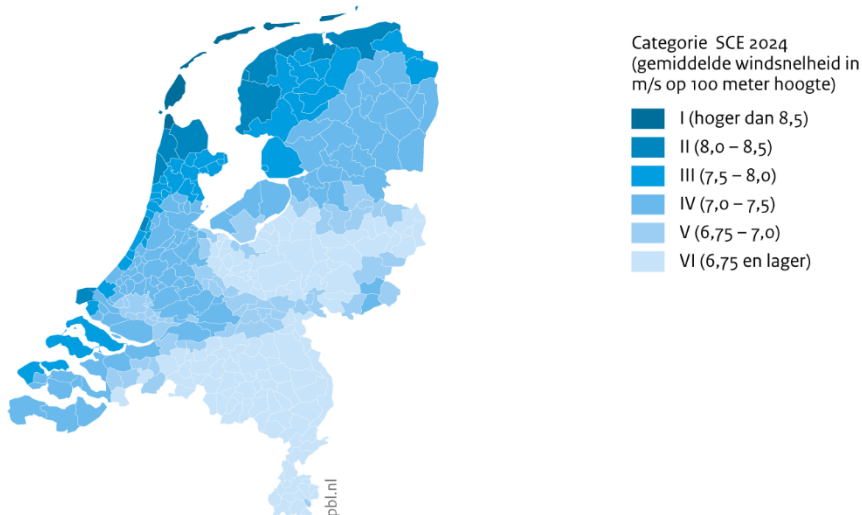 Categorie SCE 2024
(gemiddelde windsnelheid in
m/s op 100 meter hoogte)
I (hoger dan 8,5)
II (8,0 – 8,5)
III (7,5 – 8,0)
IV (7,0 – 7,5)
V (6,75 – 7,0)
VI (6,75 en lager)
pbl.nl